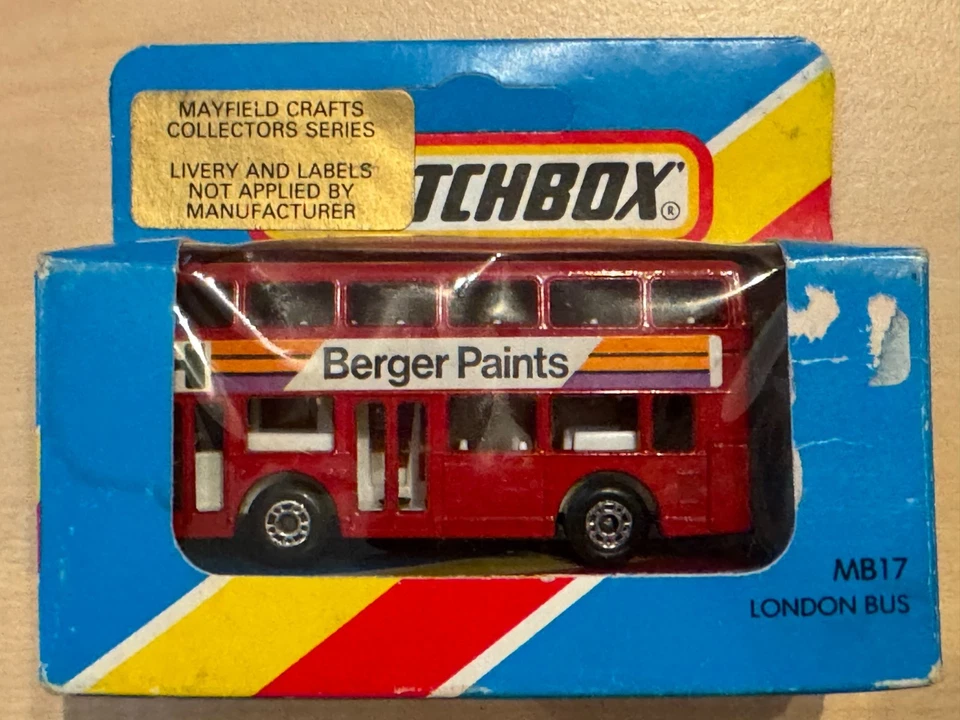 MAYFIELD CRAFTS
COLLECTORS SERIES
LIVERY AND LABELS
NOT APPLIED BY
MANUFACTURER
TCHBOX ®
Berger Paints
MB17
LONDON BUS